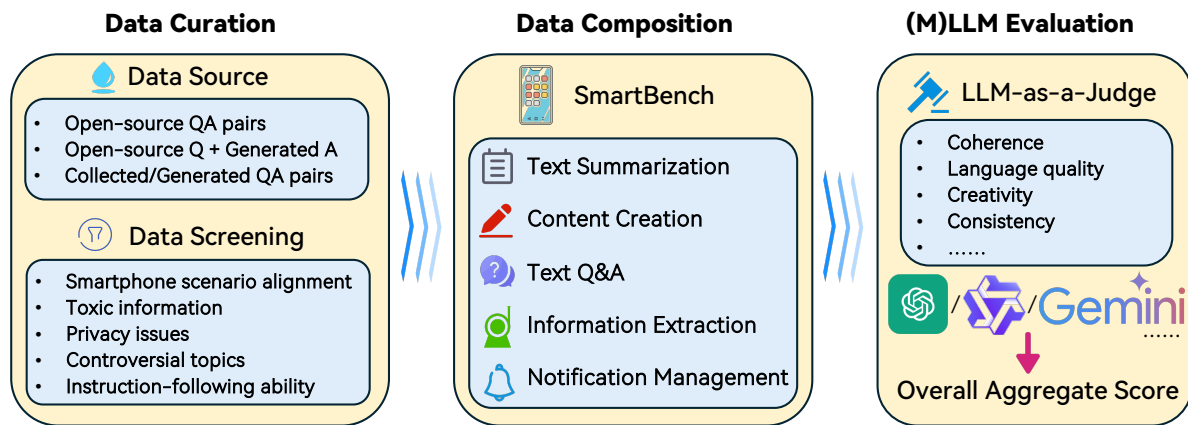 Data Curation
Data Source
• Open-source QA pairs
• Open-source Q + Generated A
• Collected/Generated QA pairs
Data Screening
• Smartphone scenario alignment
• Toxic information
• Privacy issues
• Controversial topics
• Instruction-following ability
Data Composition
SmartBench
Text Summarization
Content Creation
? Text Q&A
Information Extraction
Notification Management
(M)LLM Evaluation
LLM-as-a-Judge
• Coherence
• Language quality
• Creativity
• Consistency
• ......
/ / Gemini
......
Overall Aggregate Score